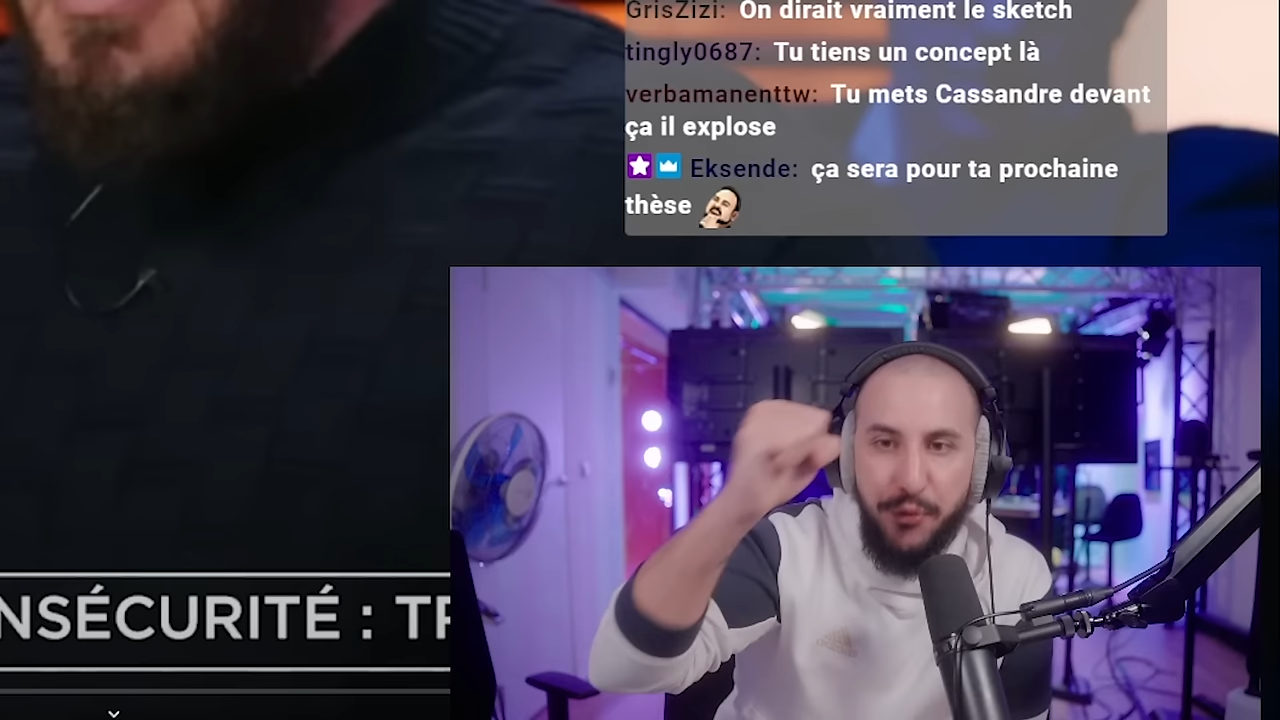 GrisZizi: On dirait vraiment le sketch
tingly0687: Tu tiens un concept là
verbamanenttw: Tu mets Cassandre devant
ça il explose
Eksende: ça sera pour ta prochaine
thèse
NSÉCURITÉ : TR